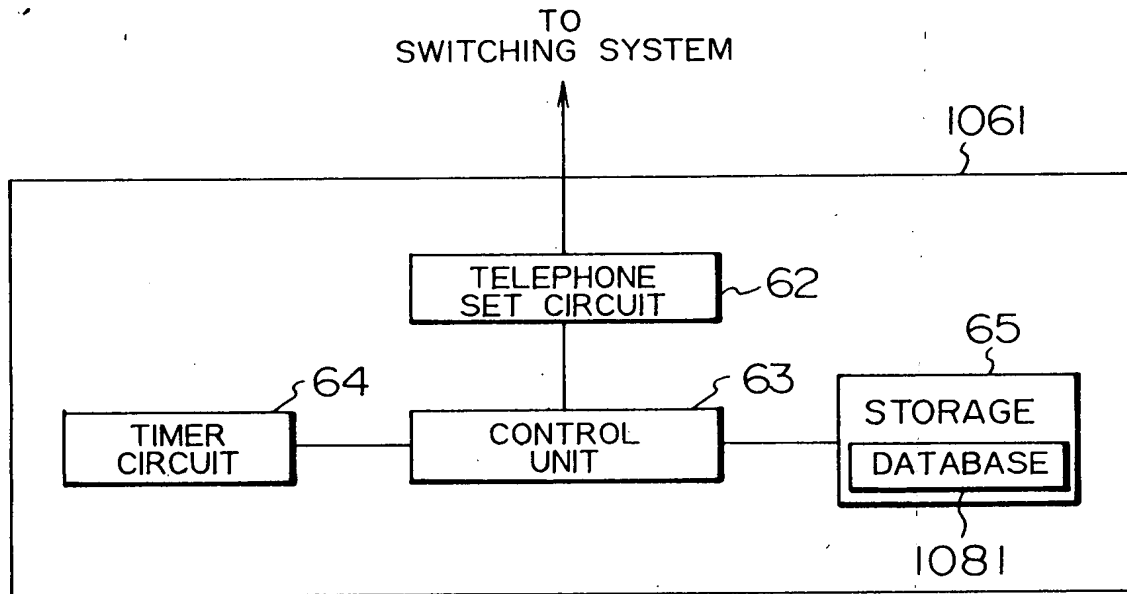 TO
SWITCHING SYSTEM
1061
TELEPHONE
SET CIRCUIT
62
65
64
63
STORAGE
TIMER
CIRCUIT
CONTROL
UNIT
DATABASE
1081